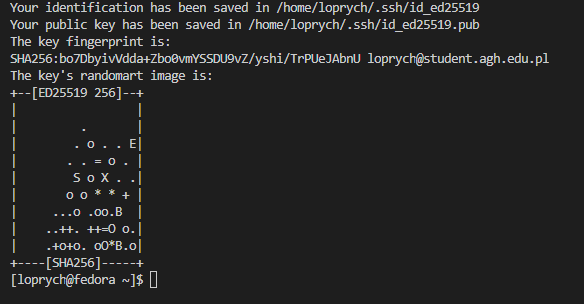 Your identification has been saved in /home/loprych/.ssh/id_ed25519
Your public key has been saved in /home/loprych/.ssh/id_ed25519.pub
The key fingerprint is:
SHA256:bo7DbyivVdda+Zbo0vmYSSDU9vZ/yshi/TrPUeJAbnU loprych@student.agh.edu.pl
The key's randomart image is:
+--[ED25519 256]--+
|                 |
|         .       |
|        . o . . E|
|       . . = o . |
|        S o X . .|
|       o o * * + |
|     ...o .oo.B  |
|    ..++. ++=O o.|
|    .+o+o. oO*B.o|
+----[SHA256]-----+
[loprych@fedora ~]$